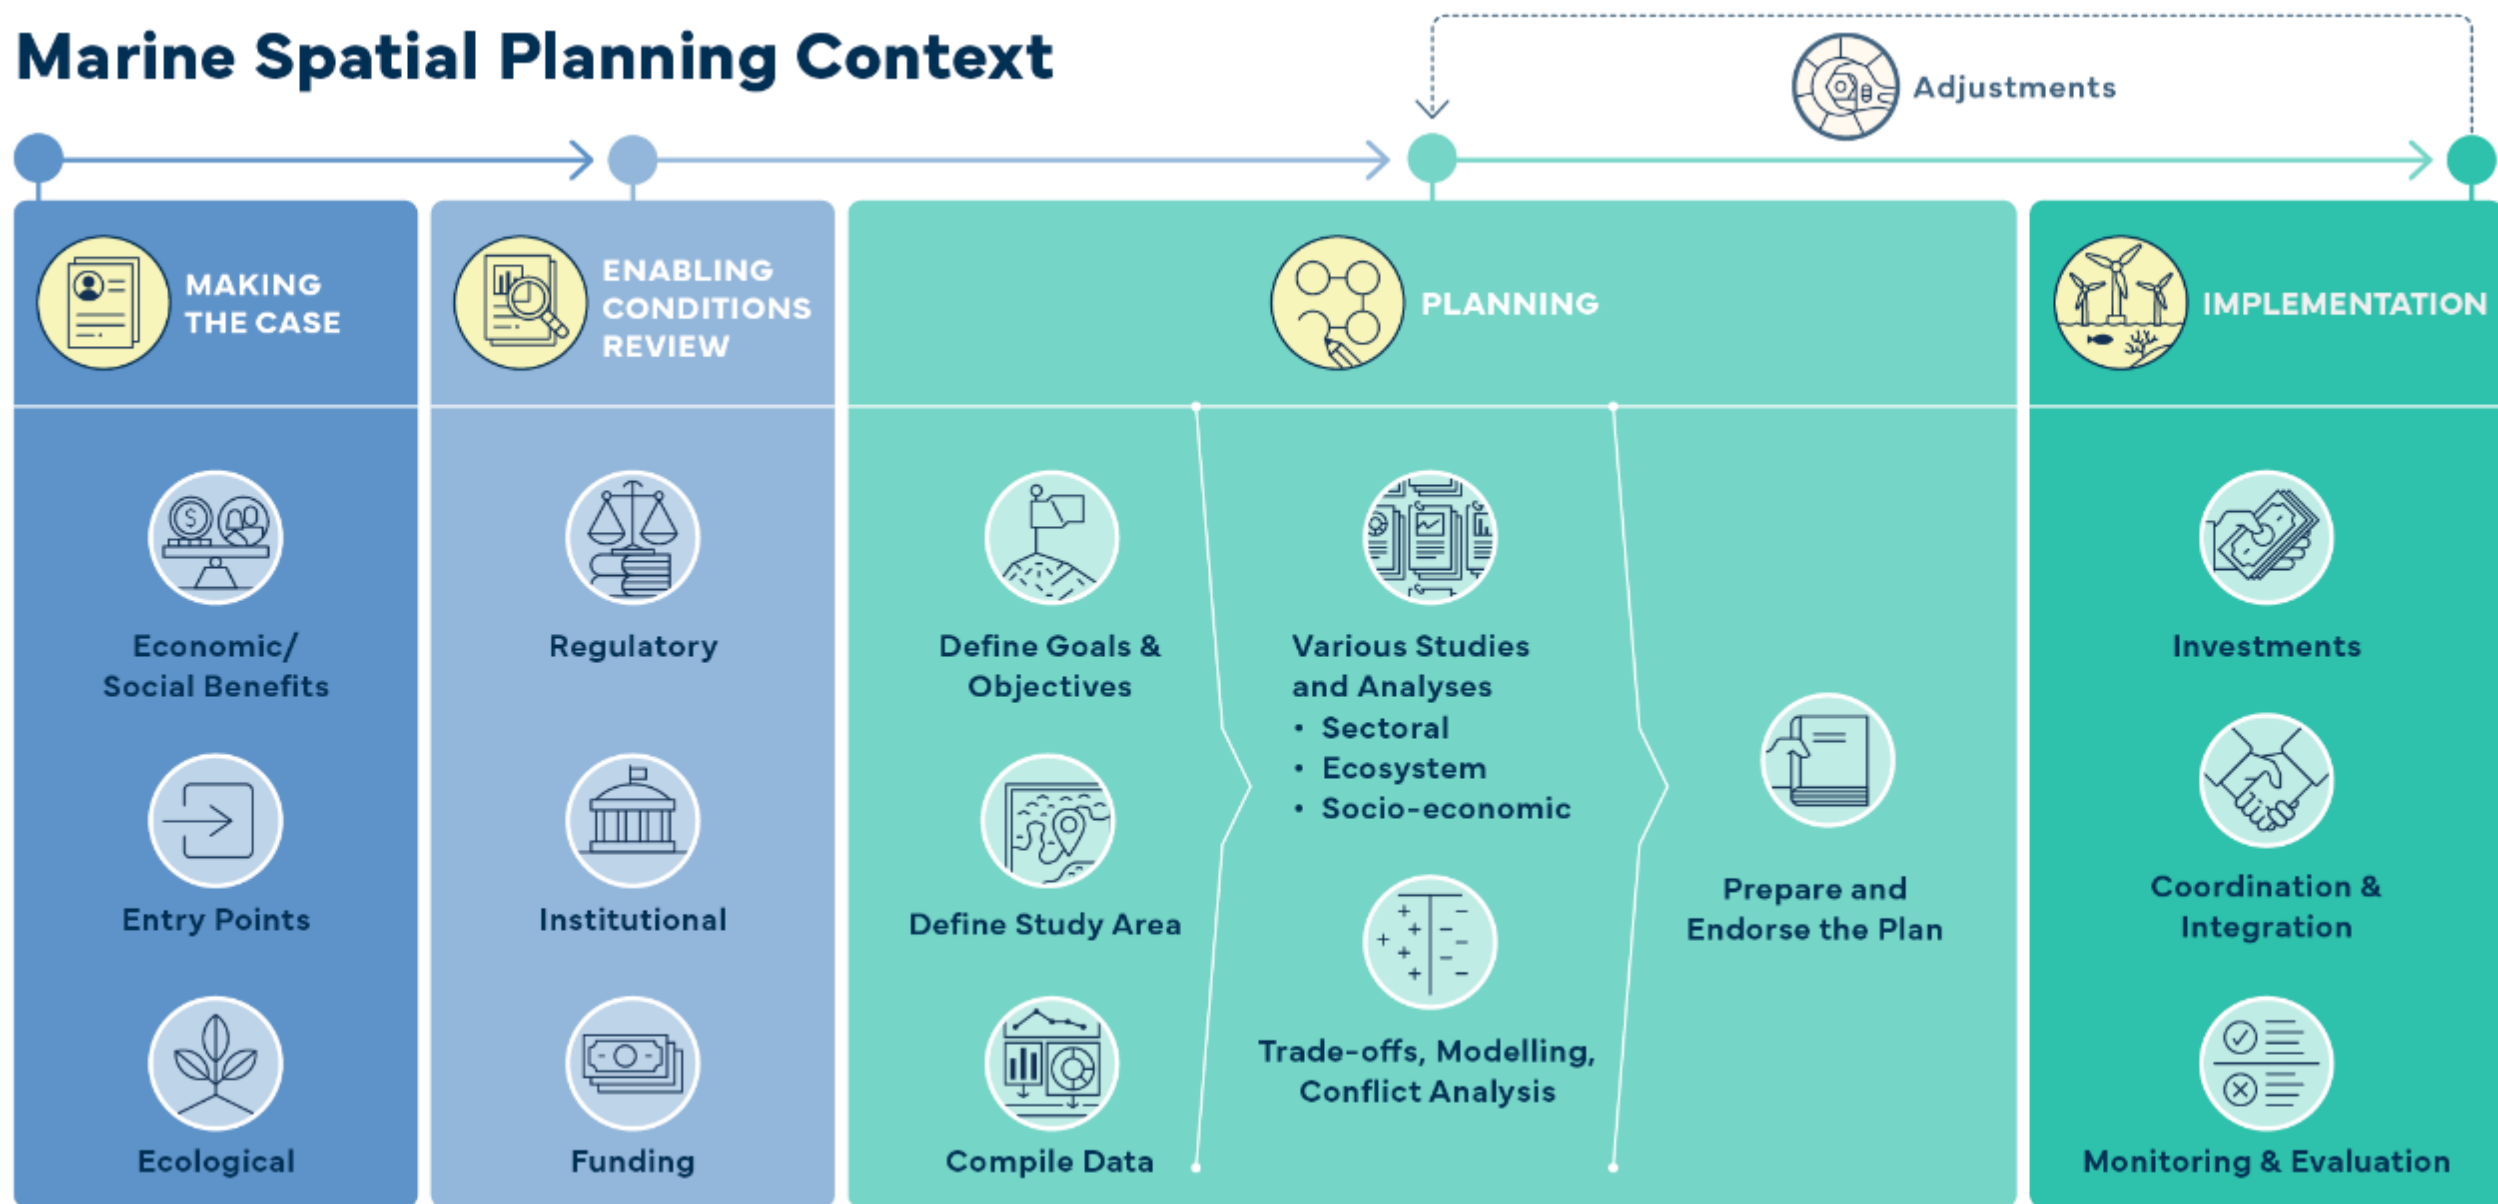 Marine Spatial Planning Context
Adjustments
MAKING
THE CASE
Economic/
Social Benefits
Entry Points
Ecological
ENABLING
CONDITIONS
REVIEW
Regulatory
Institutional
Funding
PLANNING
Define Goals &
Objectives
Define Study Area
Compile Data
Various Studies
and Analyses
• Sectoral
• Ecosystem
• Socio-economic
Trade-offs, Modelling,
Conflict Analysis
Prepare and
Endorse the Plan
IMPLEMENTATION
Investments
Coordination &
Integration
Monitoring & Evaluation